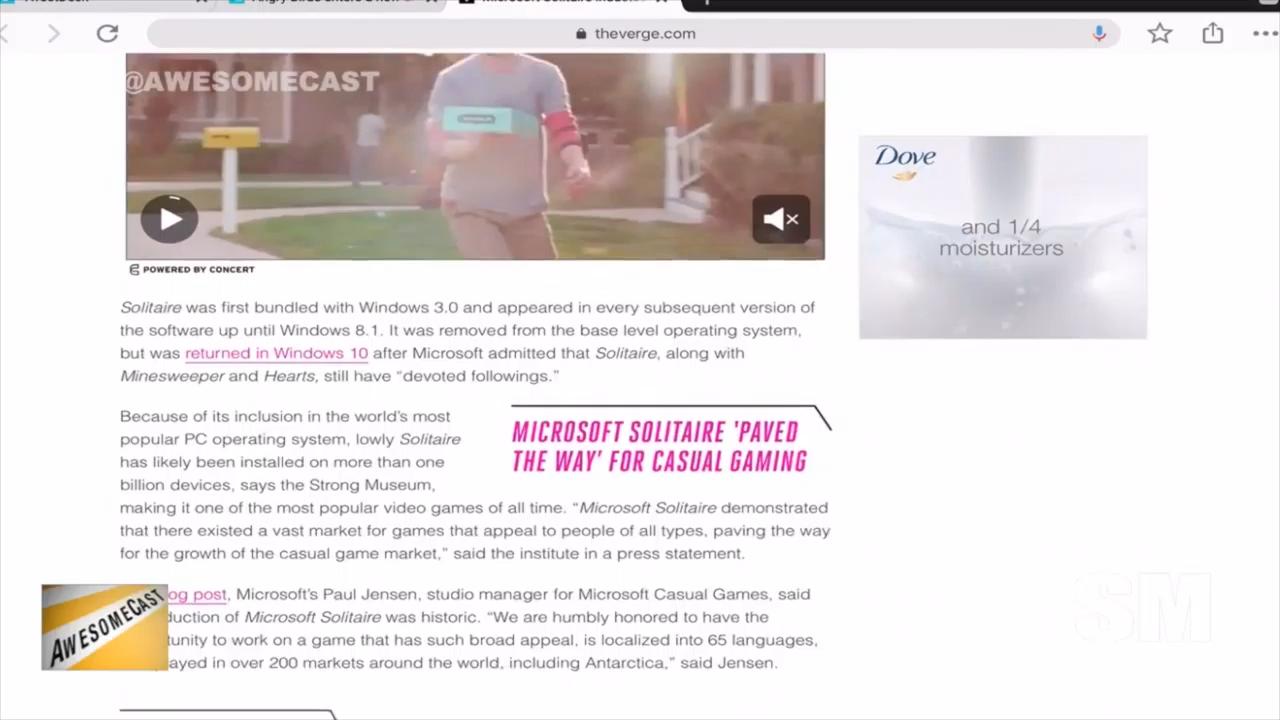 theverge.com
@AWESOMECAST
POWERED BY CONCERT
Dove
and 1/4
moisturizers
Solitaire was first bundled with Windows 3.0 and appeared in every subsequent version of
the software up until Windows 8.1. It was removed from the base level operating system,
but was returned in Windows 10 after Microsoft admitted that Solitaire, along with
Minesweeper and Hearts, still have “devoted followings.”
Because of its inclusion in the world’s most
popular PC operating system, lowly Solitaire
has likely been installed on more than one
billion devices, says the Strong Museum,
MICROSOFT SOLITAIRE 'PAVED
THE WAY' FOR CASUAL GAMING
making it one of the most popular video games of all time. “Microsoft Solitaire demonstrated
that there existed a vast market for games that appeal to people of all types, paving the way
for the growth of the casual game market,” said the institute in a press statement.
og post, Microsoft’s Paul Jensen, studio manager for Microsoft Casual Games, said
duction of Microsoft Solitaire was historic. “We are humbly honored to have the
tunity to work on a game that has such broad appeal, is localized into 65 languages,
ayed in over 200 markets around the world, including Antarctica,” said Jensen.
AWESOMECAST
SM